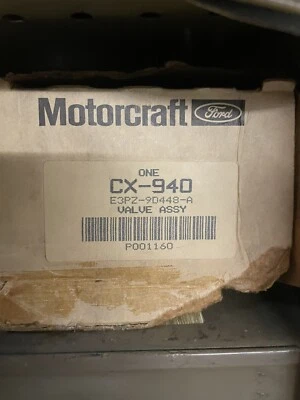 Motorcraft Ford
ONE
CX-940
E3PZ-9D448-A
VALVE ASSY
P001160